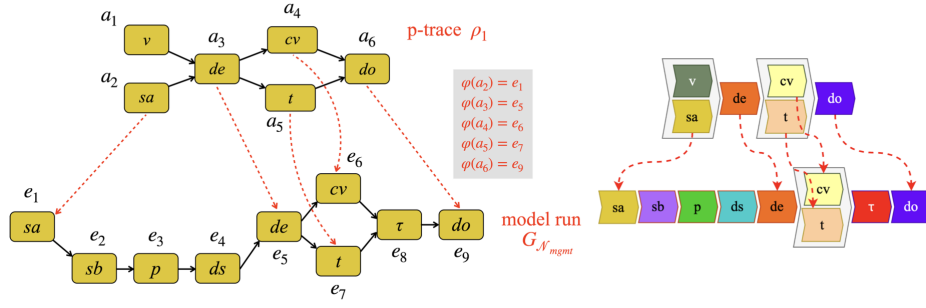 p-trace ρ₁
a₁
v
a₂
sa
a₃
de
a₄
cv
a₅
t
a₆
do
φ(a₂) = e₁
φ(a₃) = e₅
φ(a₄) = e₆
φ(a₅) = e₇
φ(a₆) = e₉
e₁
sa
e₂
sb
e₃
p
e₄
ds
e₅
de
e₆
cv
e₇
t
e₈
τ
e₉
do
model run
G_𝒩mgmt
v
sa
de
cv
t
do
sa
sb
p
ds
de
cv
t
τ
do